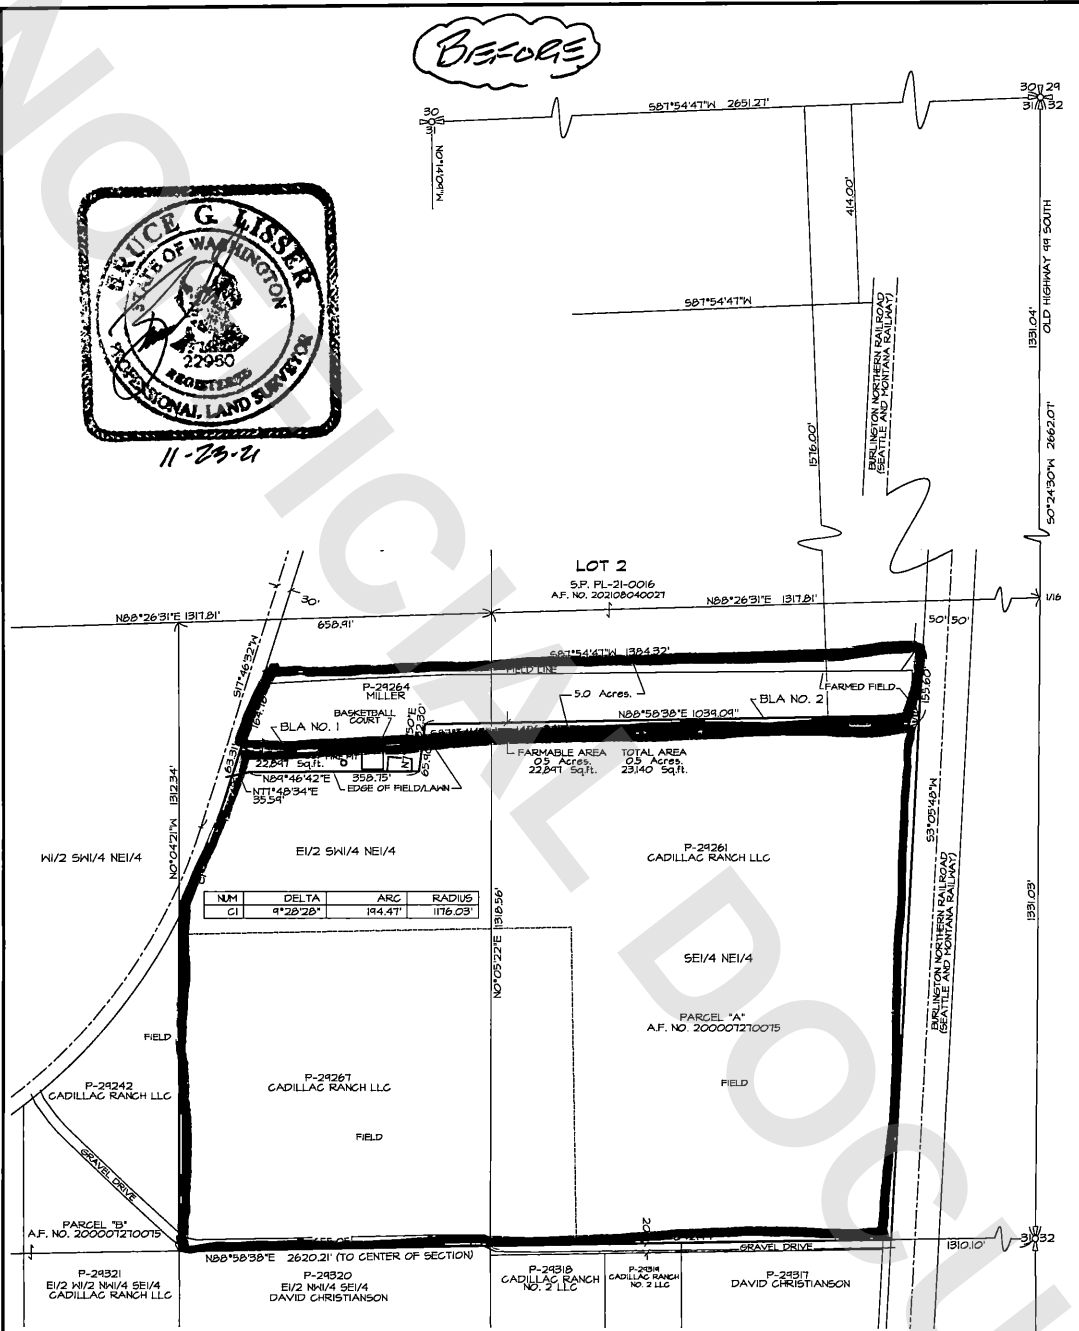 BEFORE
30
31
S87°54'47"W 2651.27'
30 29
31 32
N0°14'09"W
414.00'
S87°54'47"W
1576.00'
BURLINGTON NORTHERN RAILROAD
(SEATTLE AND MONTANA RAILWAY)
1331.04'
OLD HIGHWAY 99 SOUTH
S0°24'30"W 2662.07'
BRUCE G. LISSER
STATE OF WASHINGTON
22960
REGISTERED
PROFESSIONAL LAND SURVEYOR
11-23-21
LOT 2
S.P. PL-21-0016
A.F. NO. 202108040027
30'
N88°26'31"E 1317.81'
658.91'
N88°26'31"E 1317.81'
1/16
50' 50'
S17°46'32"W
S87°54'47"W 1384.32'
FIELD LINE
P-29264
MILLER
5.0 Acres.
FARMED FIELD
155.60'
BASKETBALL
COURT
BLA NO. 1
BLA NO. 2
N88°58'38"E 1039.09"
83.31'
22,897 Sq.ft.
FARMABLE AREA
0.5 Acres.
22,897 Sq.ft.
TOTAL AREA
0.5 Acres.
23,140 Sq.ft.
N89°46'42"E 358.75'
N77°48'34"E
35.59'
EDGE OF FIELD/LAWN
N0°04'21"W 1312.34'
W1/2 SW1/4 NE1/4
E1/2 SW1/4 NE1/4
P-29261
CADILLAC RANCH LLC
S3°05'48"W
NUM DELTA ARC RADIUS
C1 9°28'28" 194.47' 1176.03'
N0°05'22"E 1318.56'
SE1/4 NE1/4
BURLINGTON NORTHERN RAILROAD
(SEATTLE AND MONTANA RAILWAY)
1331.03'
PARCEL "A"
A.F. NO. 200007270075
FIELD
FIELD
P-29242
CADILLAC RANCH LLC
P-29267
CADILLAC RANCH LLC
FIELD
GRAVEL DRIVE
PARCEL "B"
A.F. NO. 200007270075
20'
N88°58'38"E 2620.21' (TO CENTER OF SECTION)
GRAVEL DRIVE
1310.10'
31 32
P-29321
E1/2 W1/2 NW1/4 SE1/4
CADILLAC RANCH LLC
P-29320
E1/2 NW1/4 SE1/4
DAVID CHRISTIANSON
P-29318
CADILLAC RANCH
NO. 2 LLC
P-29319
CADILLAC RANCH
NO. 2 LLC
P-29317
DAVID CHRISTIANSON